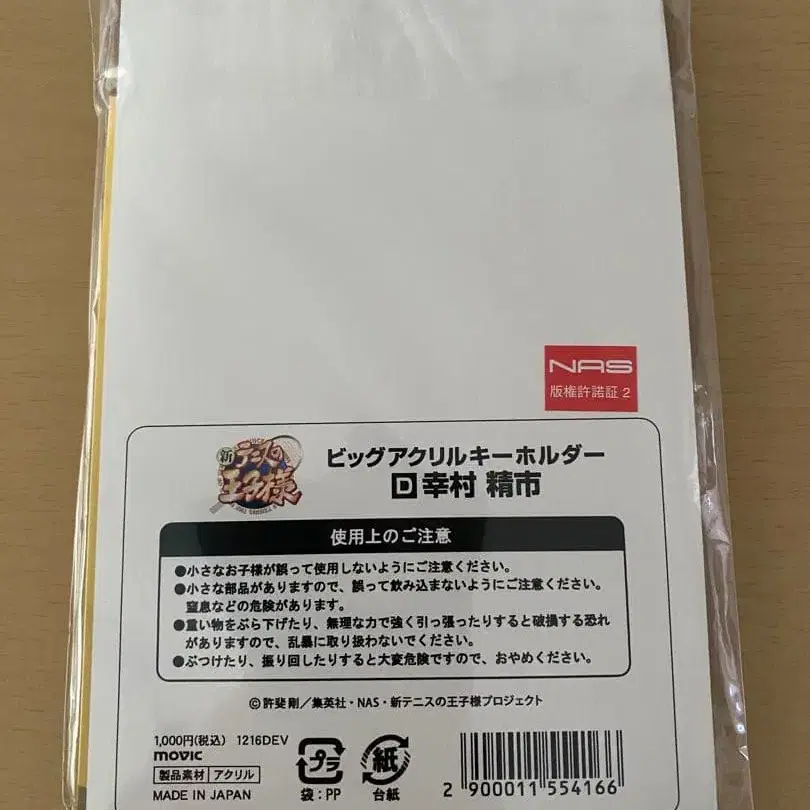 NAS
版権許諾証 2
新テニスの王子様
ビッグアクリルキーホルダー
D 幸村 精市
使用上のご注意
●小さなお子様が誤って使用しないようにご注意ください。
●小さな部品がありますので、誤って飲み込まないようにご注意ください。
窒息などの危険があります。
●重い物をぶら下げたり、無理な力で強く引っ張ったりすると破損する恐れ
がありますので、乱暴に取り扱わないでください。
●ぶつけたり、振り回したりすると大変危険ですので、おやめください。
©許斐 剛／集英社・NAS・新テニスの王子様プロジェクト
1,000円(税込) 1216DEV
movic
製品素材 アクリル
MADE IN JAPAN
プラ
袋:PP
紙
台紙
2 900011 554166